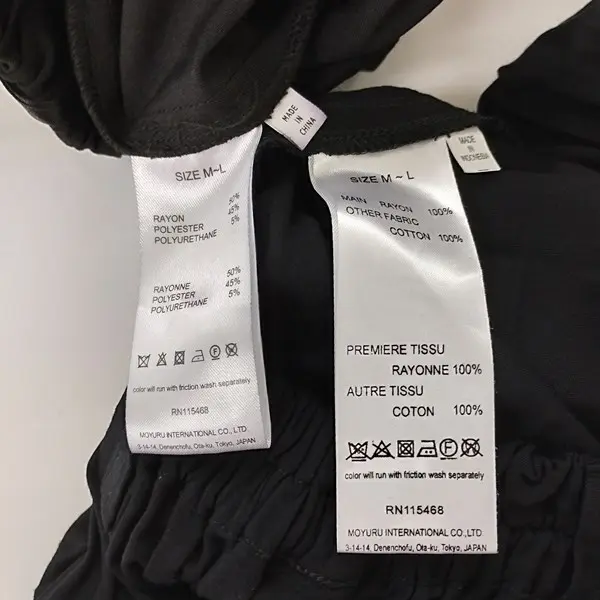 MADE
IN
CHINA
SIZE M~L
50%
RAYON 45%
POLYESTER 5%
POLYURETHANE
50%
RAYONNE 45%
POLYESTER 5%
POLYURETHANE
color will run with friction wash separately
RN115468
MOYURU INTERNATIONAL CO., LTD.
3-14-14, Denenchofu, Ota-ku, Tokyo, JAPAN
MADE
IN
INDONESIA
SIZE M~L
MAIN RAYON 100%
OTHER FABRIC
COTTON 100%
PREMIERE TISSU
RAYONNE 100%
AUTRE TISSU
COTON 100%
color will run with friction wash separately
RN115468
MOYURU INTERNATIONAL CO., LTD.
3-14-14, Denenchofu, Ota-ku, Tokyo, JAPAN